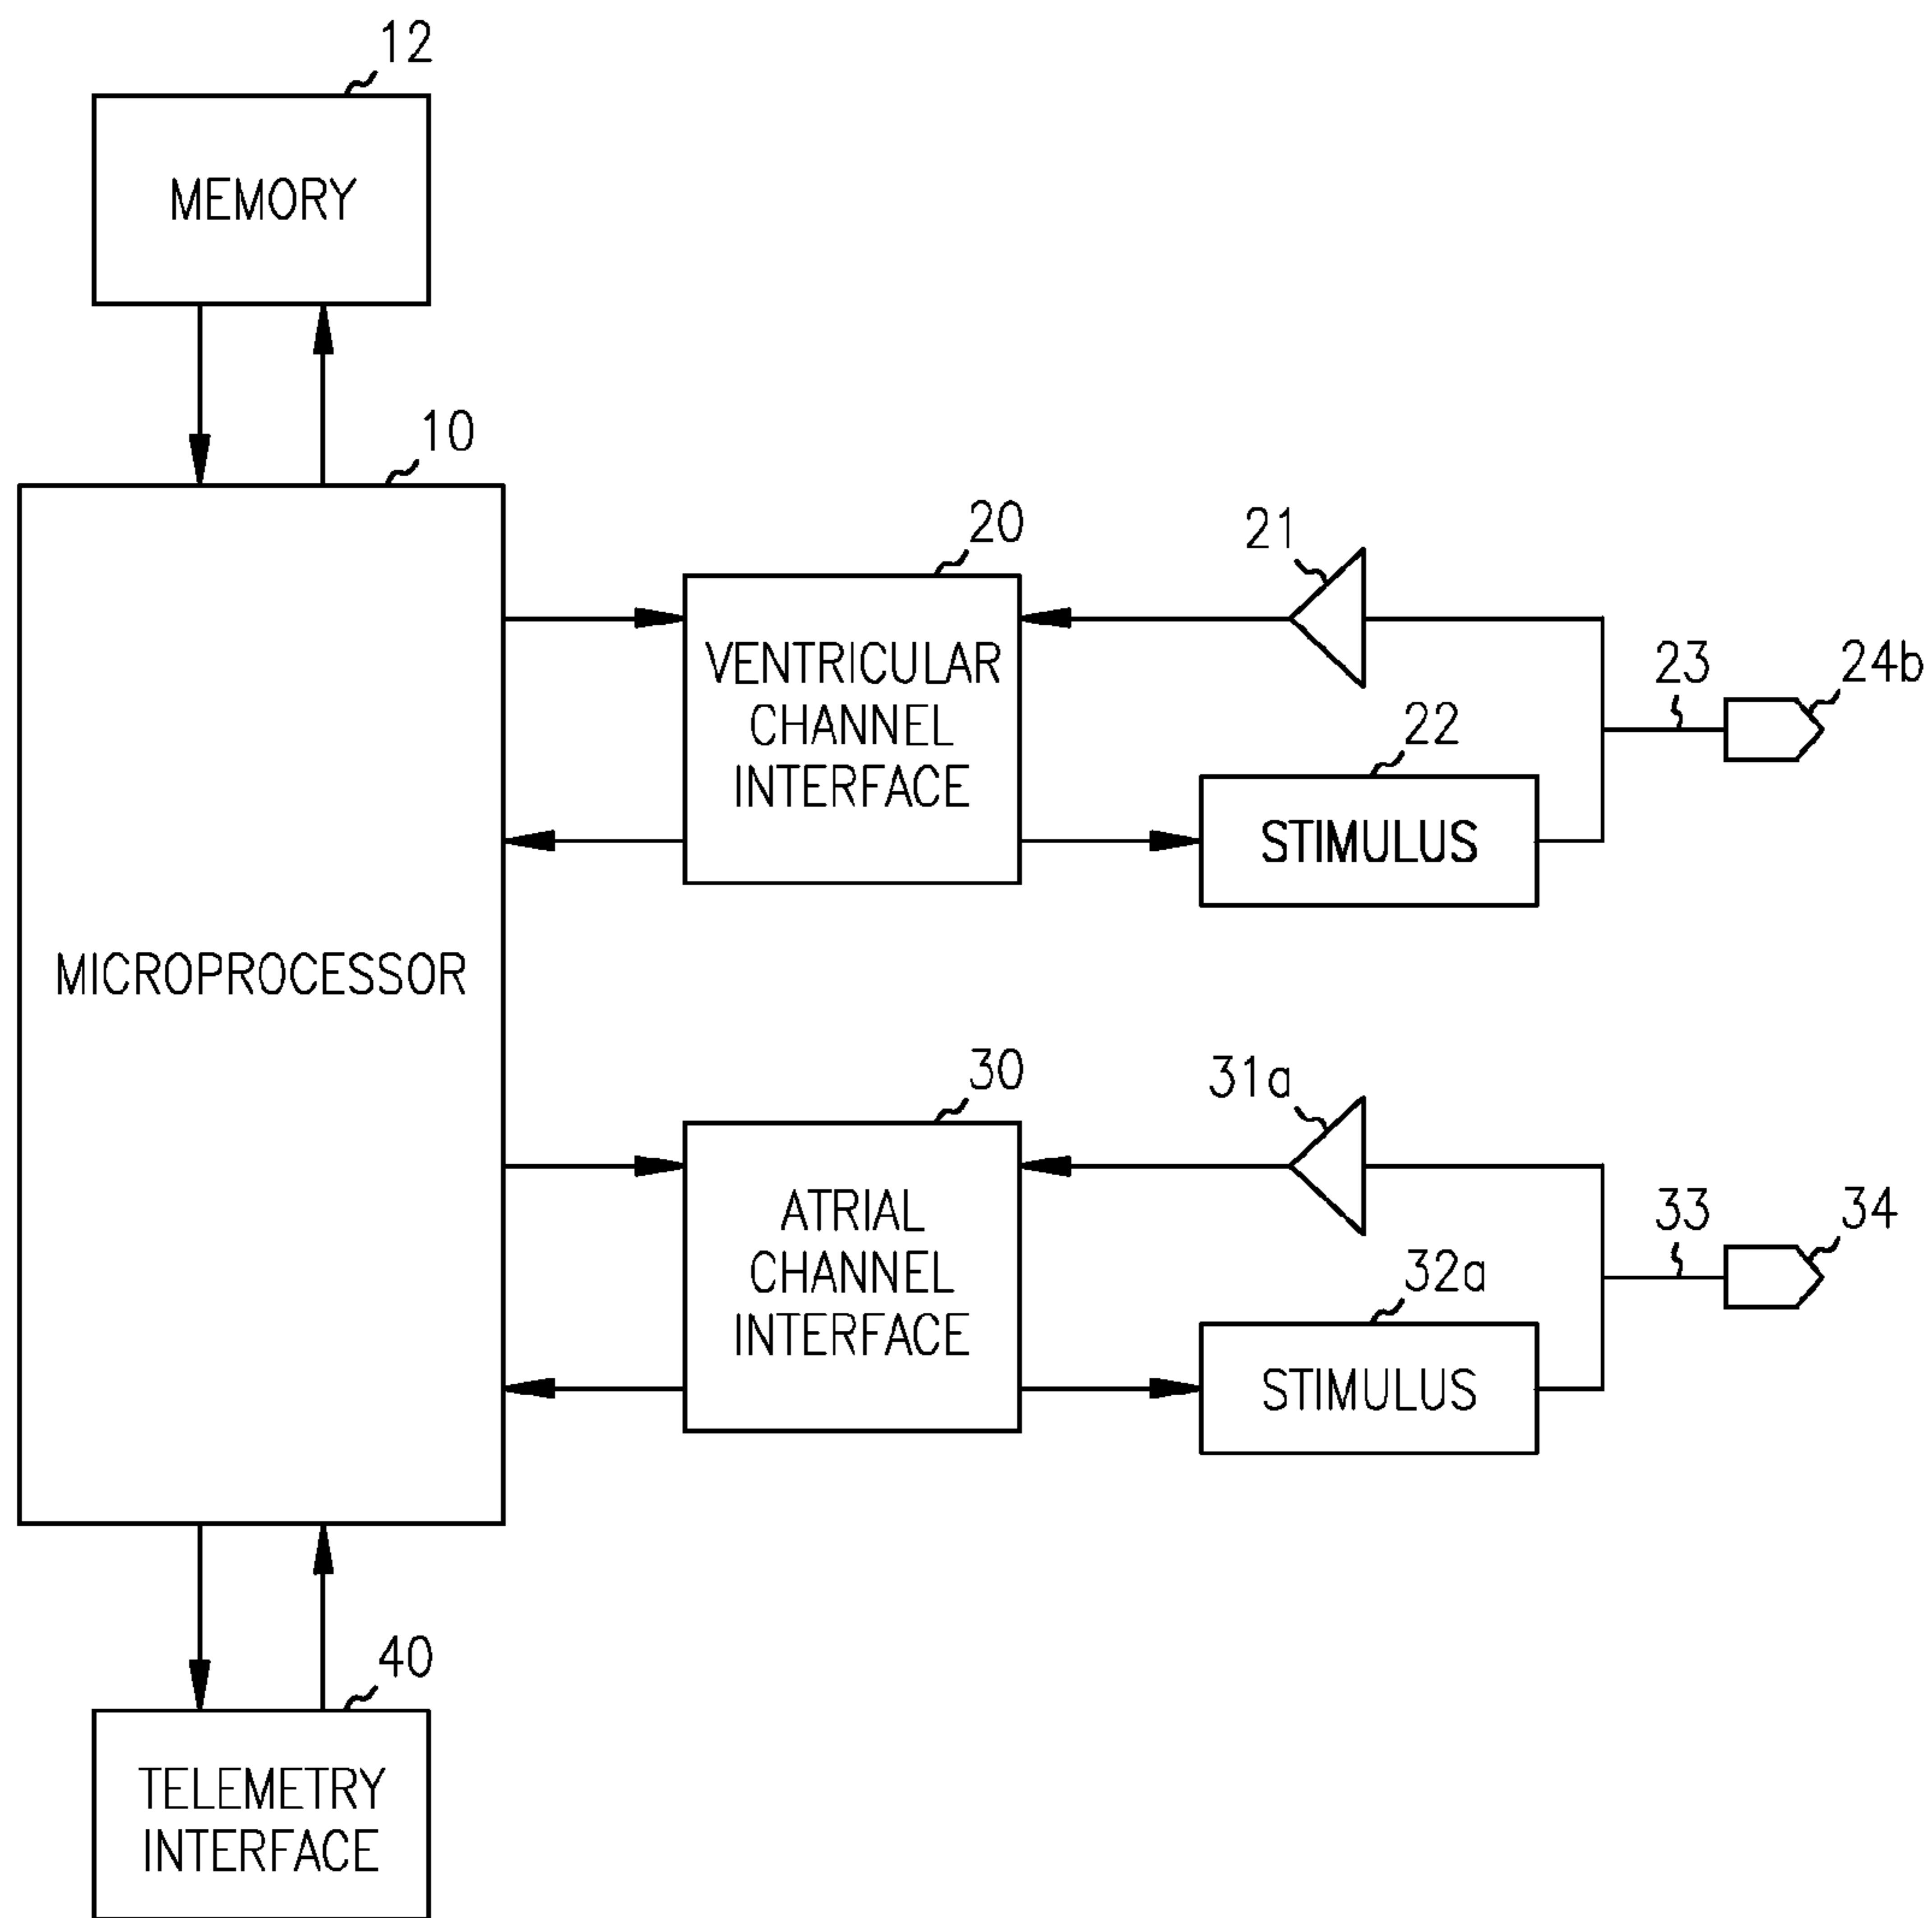 12
MEMORY
10
MICROPROCESSOR
20
VENTRICULAR
CHANNEL
INTERFACE
21
22
STIMULUS
23
24b
30
ATRIAL
CHANNEL
INTERFACE
31a
32a
STIMULUS
33
34
40
TELEMETRY
INTERFACE